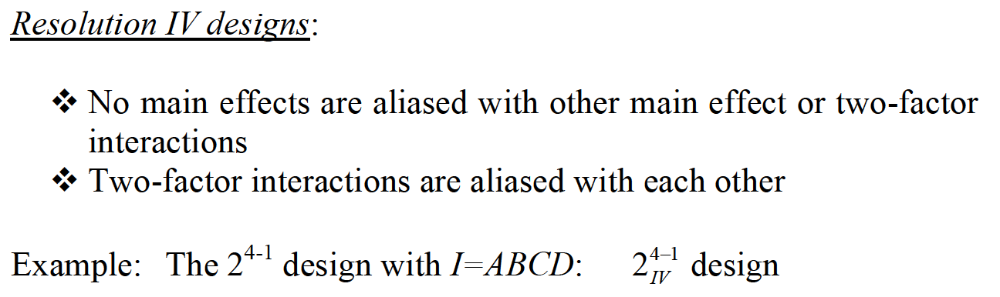 Resolution IV designs:
❖ No main effects are aliased with other main effect or two-factor
interactions
❖ Two-factor interactions are aliased with each other
Example: The 2^{4-1} design with I=ABCD: 2_{IV}^{4–1} design